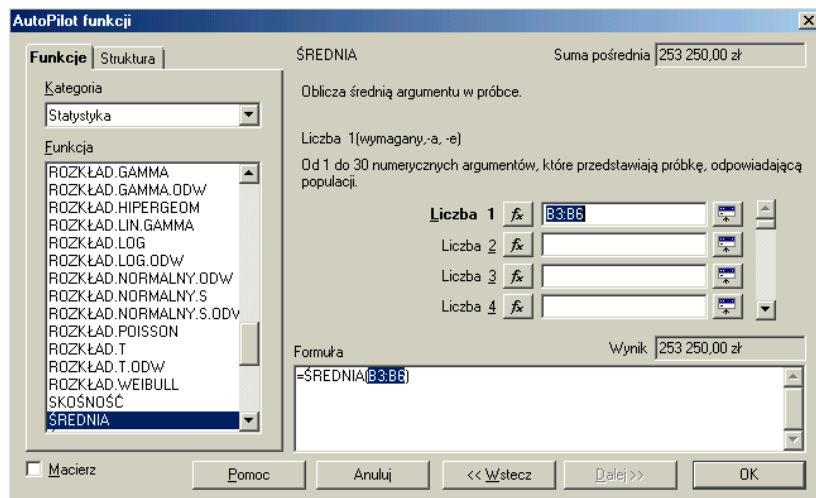 AutoPilot funkcji
Funkcje Struktura
Kategoria
Statystyka
Funkcja
ROZKŁAD.GAMMA
ROZKŁAD.GAMMA.ODW
ROZKŁAD.HIPERGEOM
ROZKŁAD.LIN.GAMMA
ROZKŁAD.LOG
ROZKŁAD.LOG.ODW
ROZKŁAD.NORMALNY.ODW
ROZKŁAD.NORMALNY.S
ROZKŁAD.NORMALNY.S.ODW
ROZKŁAD.POISSON
ROZKŁAD.T
ROZKŁAD.T.ODW
ROZKŁAD.WEIBULL
SKOŚNOŚĆ
ŚREDNIA
ŚREDNIA Suma pośrednia 253 250,00 zł
Oblicza średnią argumentu w próbce.
Liczba 1(wymagany,-a, -e)
Od 1 do 30 numerycznych argumentów, które przedstawiają próbkę, odpowiadającą
populacji.
Liczba 1 fx B3:B6
Liczba 2 fx
Liczba 3 fx
Liczba 4 fx
Formuła Wynik 253 250,00 zł
=ŚREDNIA(B3:B6)
Macierz Pomoc Anuluj << Wstecz Dalej >> OK